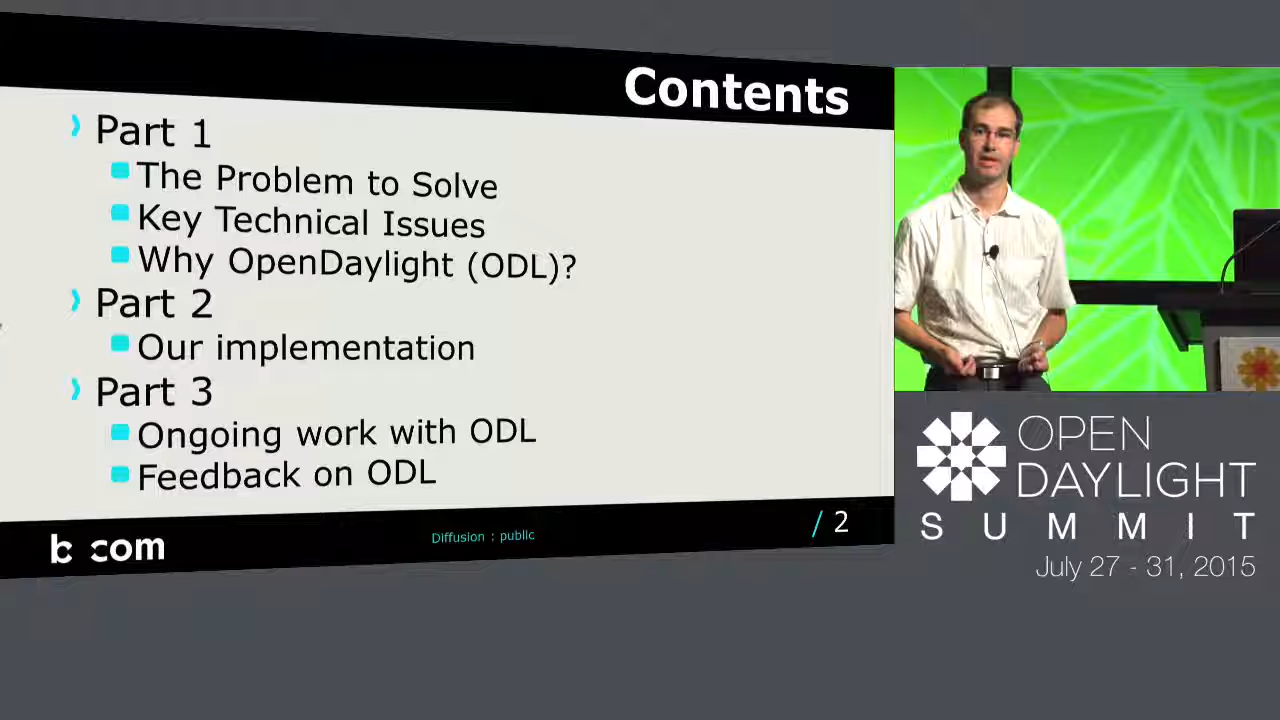 Contents
Part 1
The Problem to Solve
Key Technical Issues
Why OpenDaylight (ODL)?
Part 2
Our implementation
Part 3
Ongoing work with ODL
Feedback on ODL
b com
Diffusion : public
/ 2
OPEN
DAYLIGHT
SUMMIT
July 27 - 31, 2015